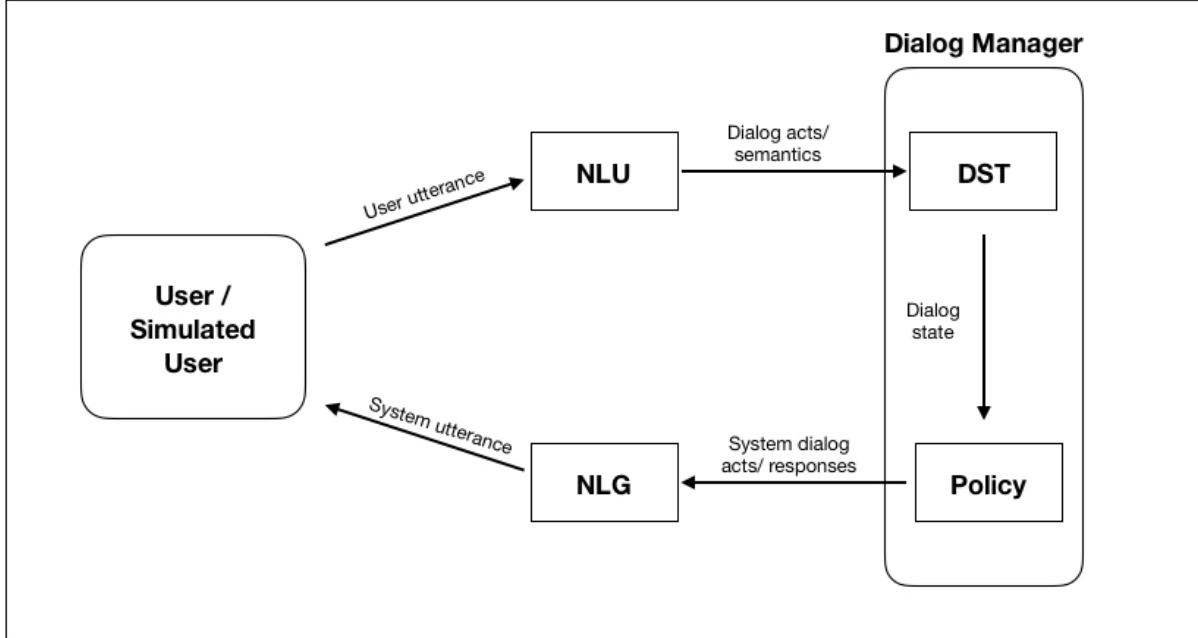 Dialog Manager
Dialog acts/
semantics
NLU
DST
User utterance
User /
Simulated
User
Dialog
state
System utterance
System dialog
acts/ responses
NLG
Policy